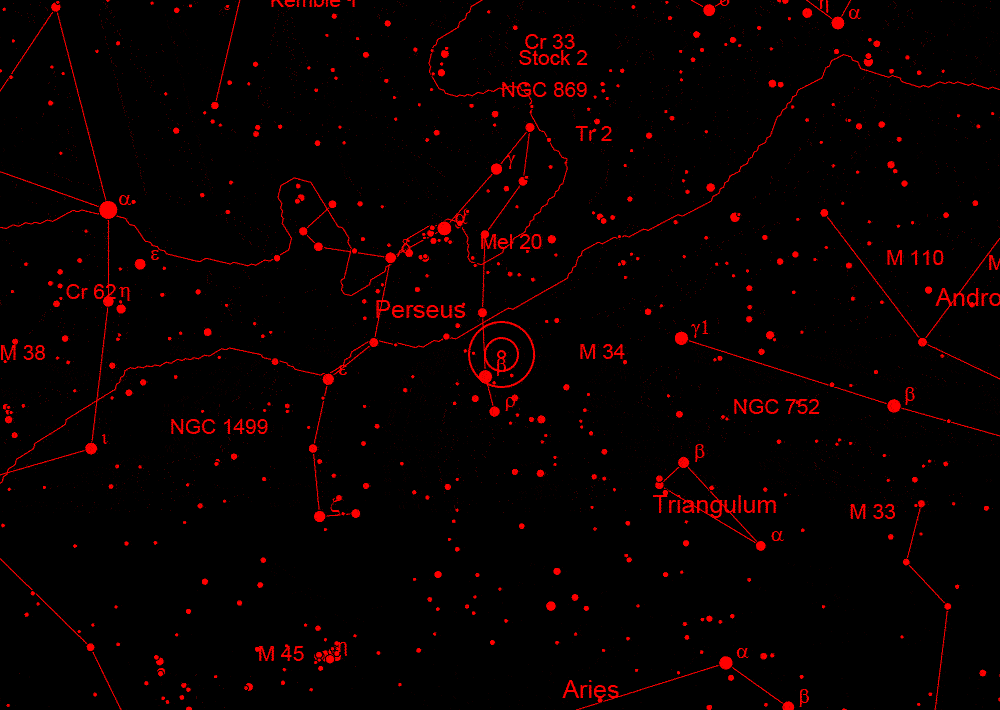 Kemble 1
η
α
Cr 33
Stock 2
NGC 869
Tr 2
γ
α
α
Mel 20
δ
ε
M 110
M
Cr 62
η
Andro
Perseus
γ1
M 38
M 34
β
ε
β
ρ
NGC 752
NGC 1499
ι
β
ζ
Triangulum
M 33
α
M 45
η
α
Aries
β